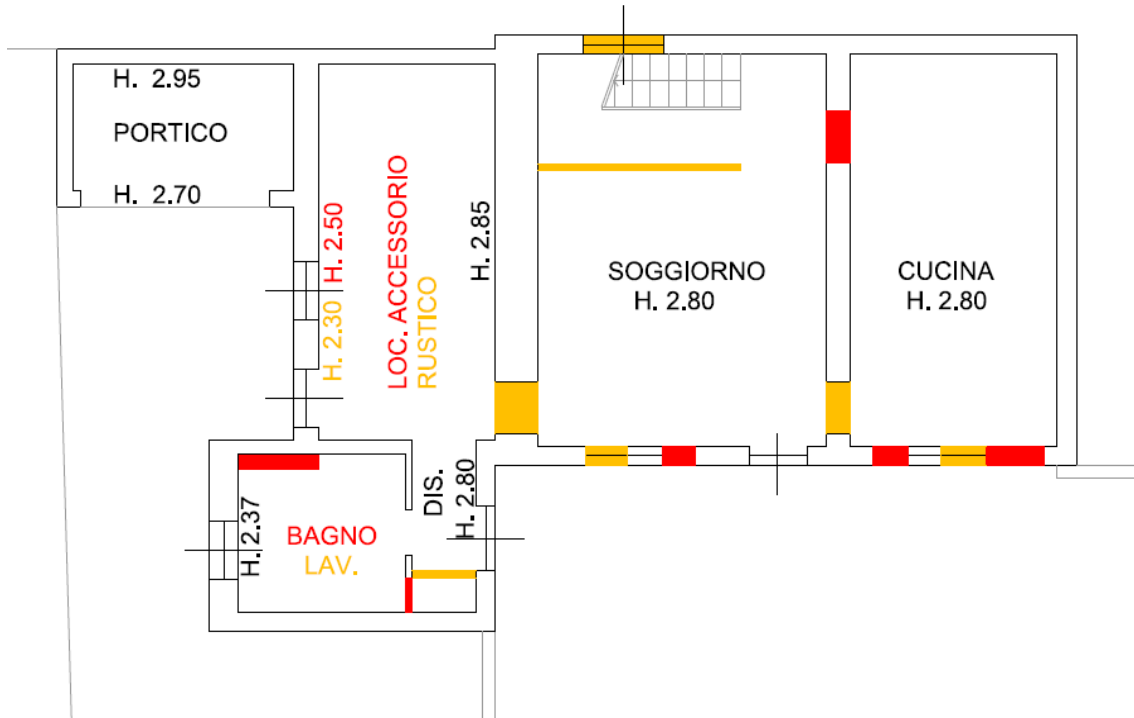 H. 2.95
PORTICO
H. 2.70
H. 2.50
H. 2.30
LOC. ACCESSORIO
RUSTICO
H. 2.85
SOGGIORNO
H. 2.80
CUCINA
H. 2.80
H. 2.37
BAGNO
LAV.
DIS.
H. 2.80